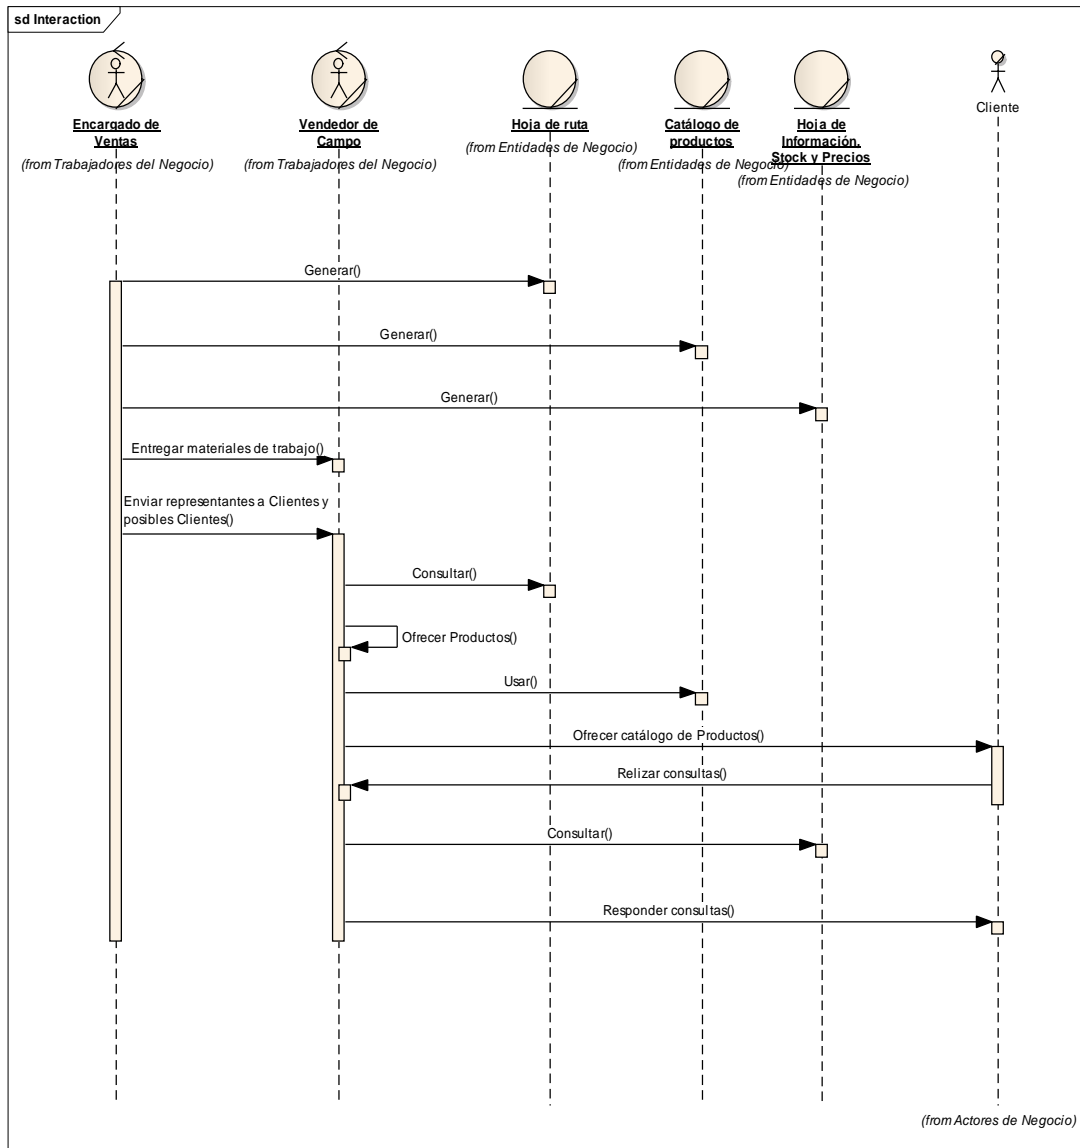 sd Interaction
Encargado de
Ventas
(from Trabajadores del Negocio)
Vendedor de
Campo
(from Trabajadores del Negocio)
Hoja de ruta
(from Entidades de Negocio)
Catálogo de
productos
(from Entidades de Negocio)
Hoja de
Información,
Stock y Precios
(from Entidades de Negocio)
Cliente
Generar()
Generar()
Generar()
Entregar materiales de trabajo()
Enviar representantes a Clientes y
posibles Clientes()
Consultar()
Ofrecer Productos()
Usar()
Ofrecer catálogo de Productos()
Relizar consultas()
Consultar()
Responder consultas()
(from Actores de Negocio)